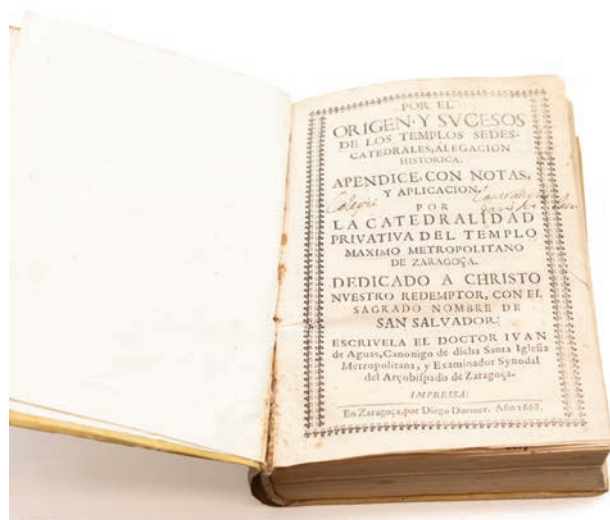 POR EL
ORIGEN·Y SVCESOS
DE LOS TEMPLOS SEDES-
CATEDRALES, ALEGACION
HISTORICA.
APENDICE, CON NOTAS,
Y APLICACION,
POR
LA CATEDRALIDAD
PRIVATIVA DEL TEMPLO
MAXIMO METROPOLITANO
DE ZARAGOÇA.
DEDICADO A CHRISTO
NVESTRO REDEMPTOR, CON EL
SAGRADO NOMBRE DE
SAN SALVADOR:
ESCRIVELA EL DOCTOR IVAN
de Aguas, Canonigo de dicha Santa Iglesia
Metropolitana, y Examinador Synodal
del Arçobispado de Zaragoça.
IMPRESSA:
En Zaragoça, por Diego Dormer. Año